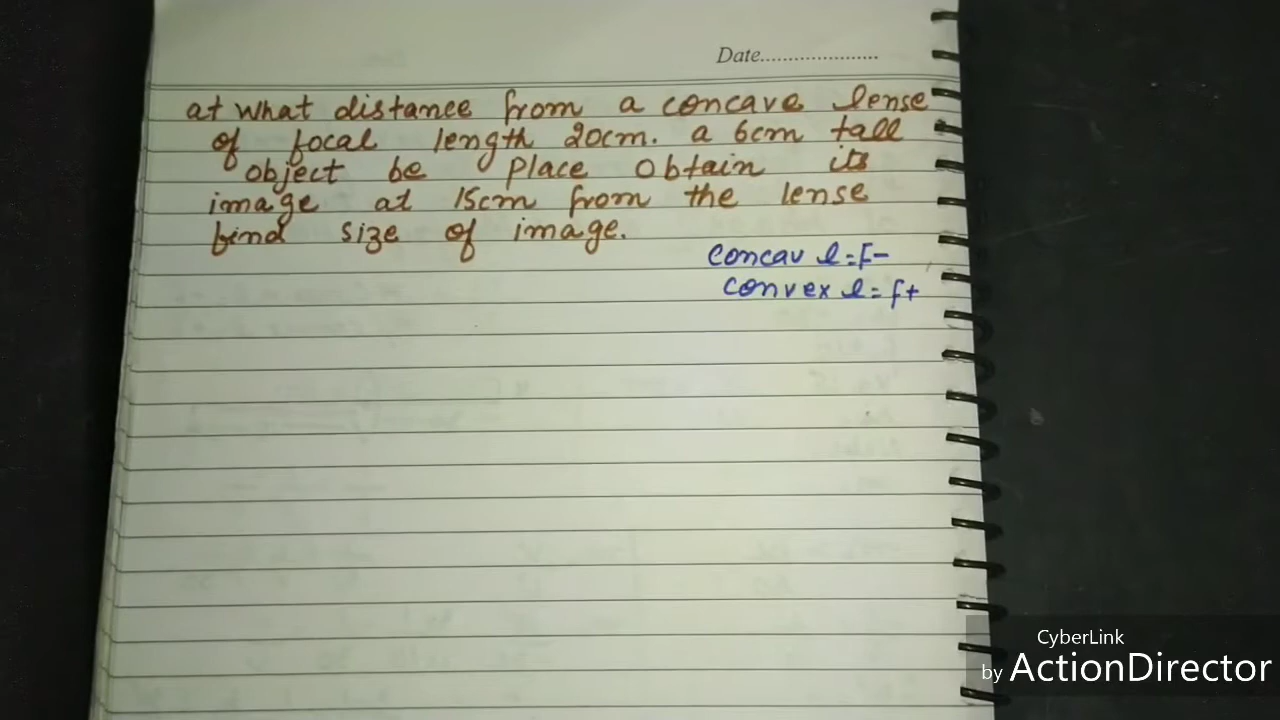 Date.....................
at what distance from a concave lense
of focal length 20cm. a 6cm tall
object be place obtain its
image at 15cm from the lense
find size of image.
concav l=F-
convex l= f+
CyberLink
by ActionDirector